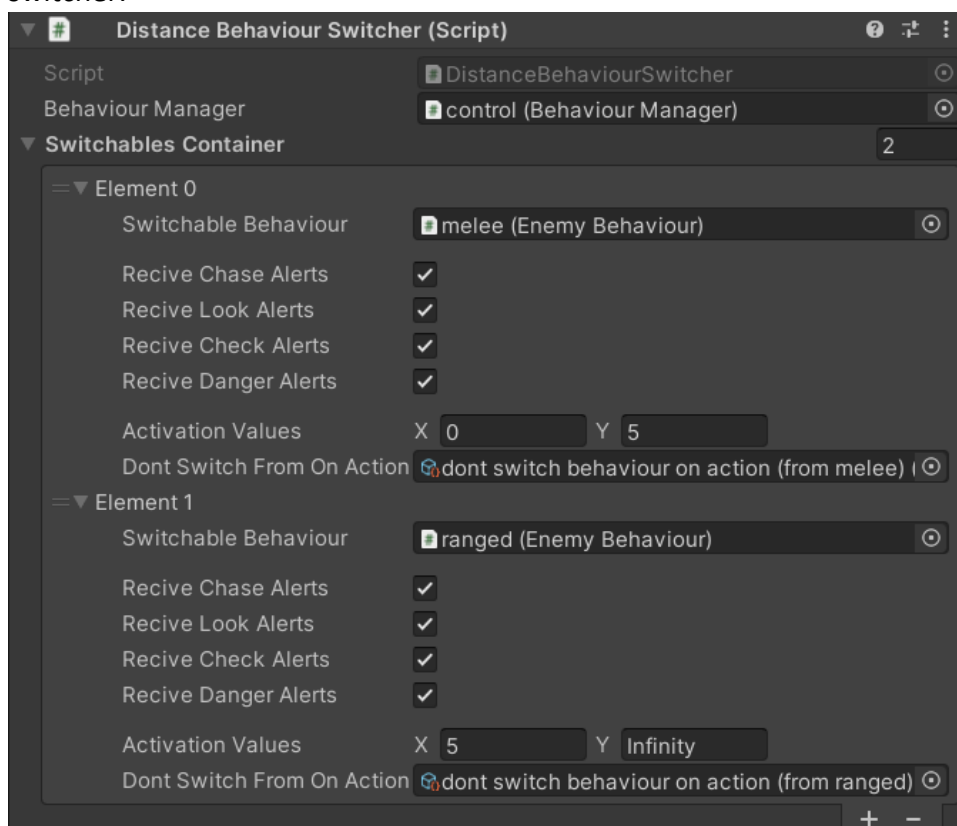 Distance Behaviour Switcher (Script)
Script DistanceBehaviourSwitcher
Behaviour Manager control (Behaviour Manager)
Switchables Container 2
Element 0
Switchable Behaviour melee (Enemy Behaviour)
Recive Chase Alerts
Recive Look Alerts
Recive Check Alerts
Recive Danger Alerts
Activation Values X 0 Y 5
Dont Switch From On Action dont switch behaviour on action (from melee) (
Element 1
Switchable Behaviour ranged (Enemy Behaviour)
Recive Chase Alerts
Recive Look Alerts
Recive Check Alerts
Recive Danger Alerts
Activation Values X 5 Y Infinity
Dont Switch From On Action dont switch behaviour on action (from ranged)
+ −